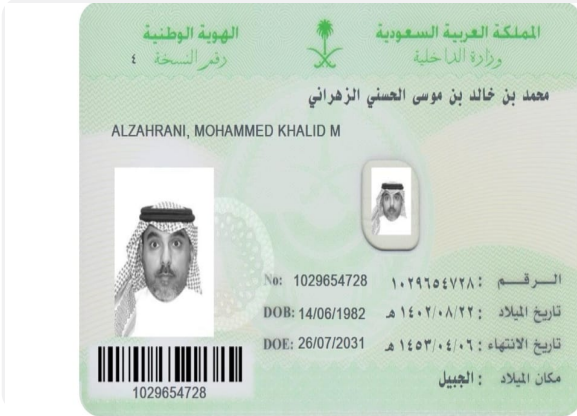 المملكة العربية السعودية
وزارة الداخلية
الهوية الوطنية
رقم النسخة ٤
محمد بن خالد بن موسى الحسني الزهراني
ALZAHRANI, MOHAMMED KHALID M
الـرقــم : ١٠٢٩٦٥٤٧٢٨ No: 1029654728
تاريخ الميلاد : ١٤٠٢/٠٨/٢٢ هـ DOB: 14/06/1982
تاريخ الانتهاء : ١٤٥٣/٠٤/٠٦ هـ DOE: 26/07/2031
مكان الميلاد : الجبيل
1029654728